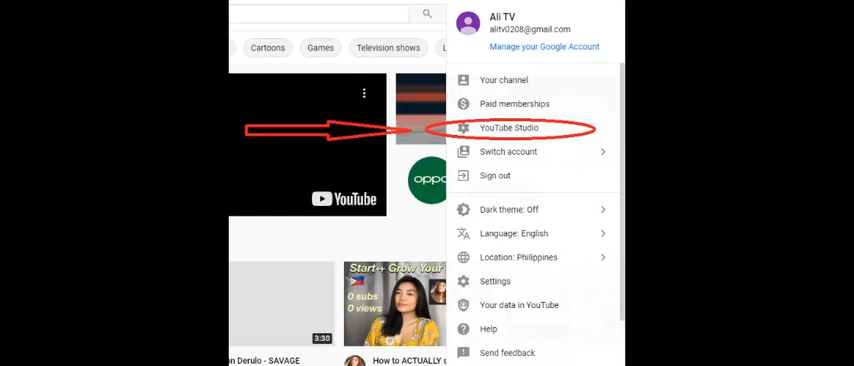 Ali TV
alitv0208@gmail.com
Manage your Google Account
Cartoons
Games
Television shows
L
Your channel
Paid memberships
YouTube Studio
Switch account
Sign out
YouTube
oppo
Dark theme: Off
Language: English
Location: Philippines
Settings
Your data in YouTube
Help
Send feedback
Start + Grow Your
0 subs
0 views
3:30
on Derulo - SAVAGE
How to ACTUALLY s